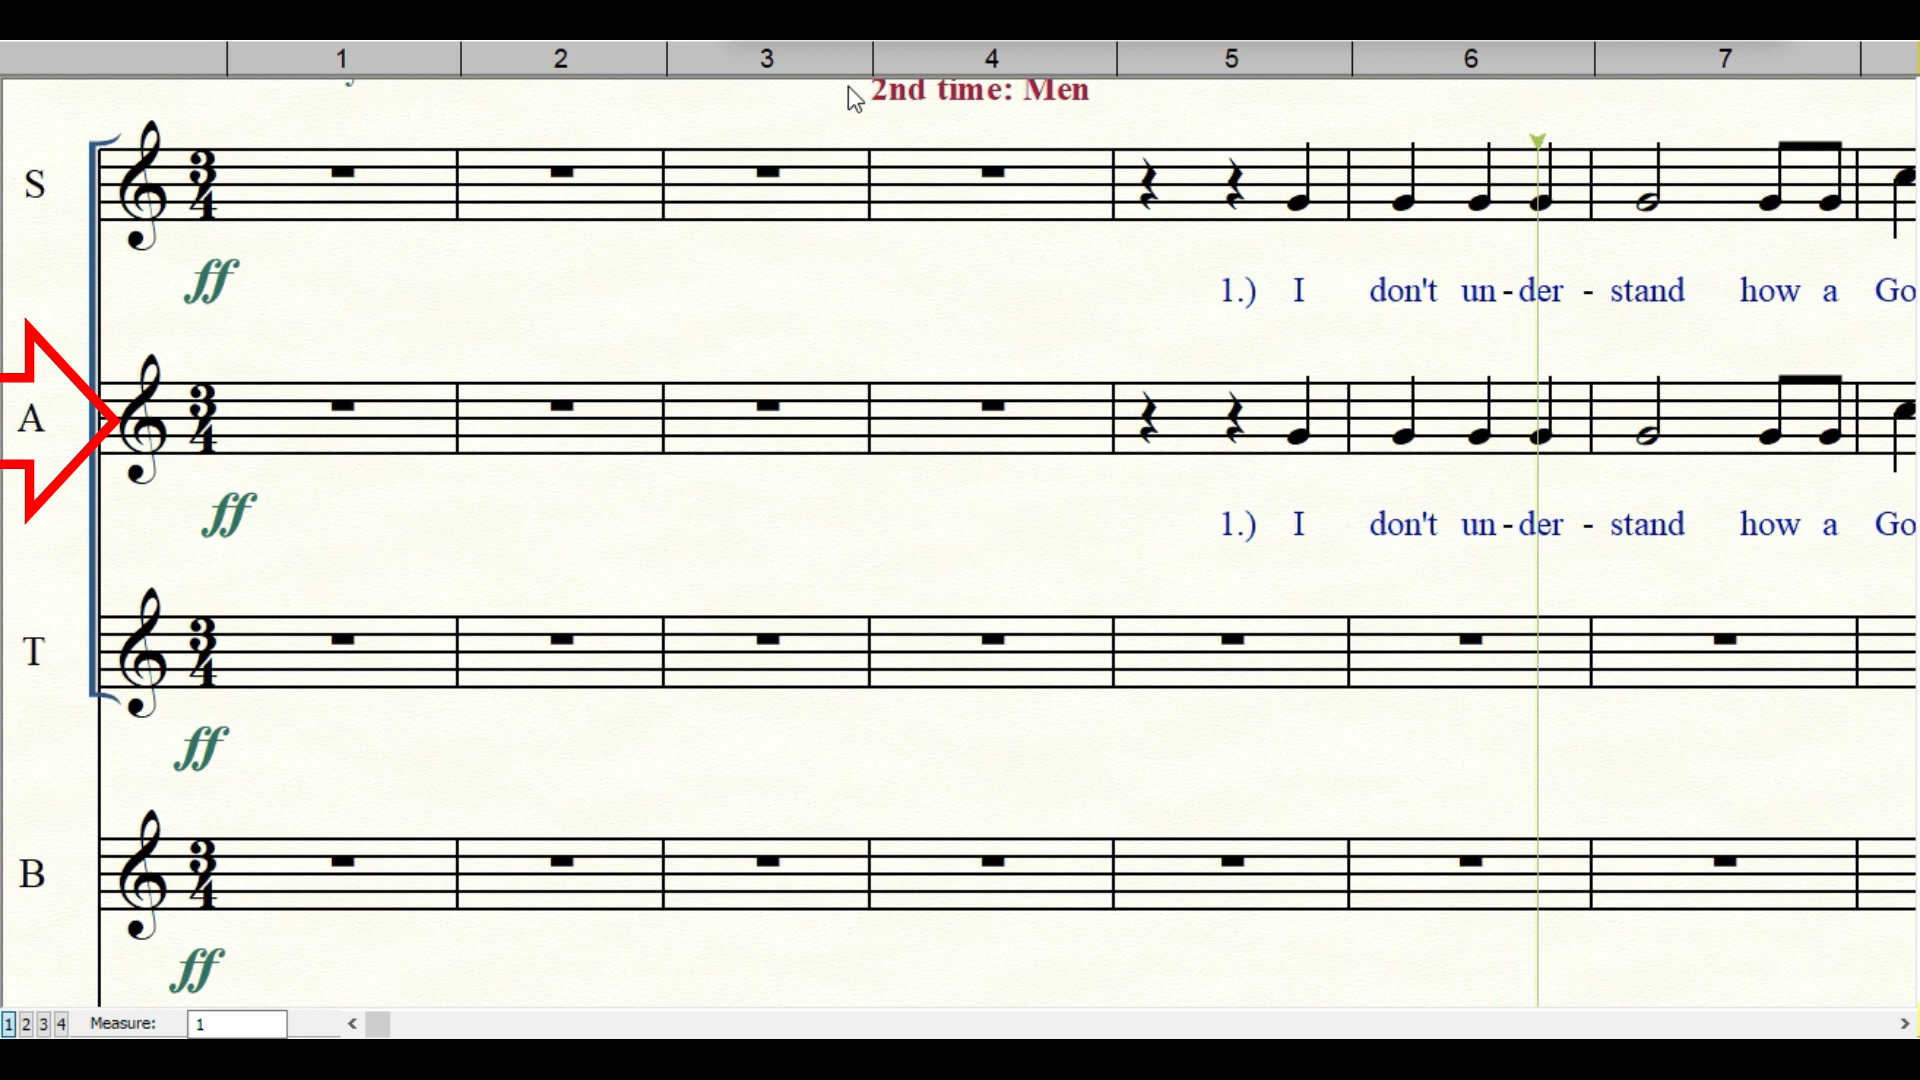 1 2 3 4 5 6 7
2nd time: Men
S
ff
1.) I don't un-der - stand how a Go
A
ff
1.) I don't un-der - stand how a Go
T
ff
B
ff
1 2 3 4 Measure: 1